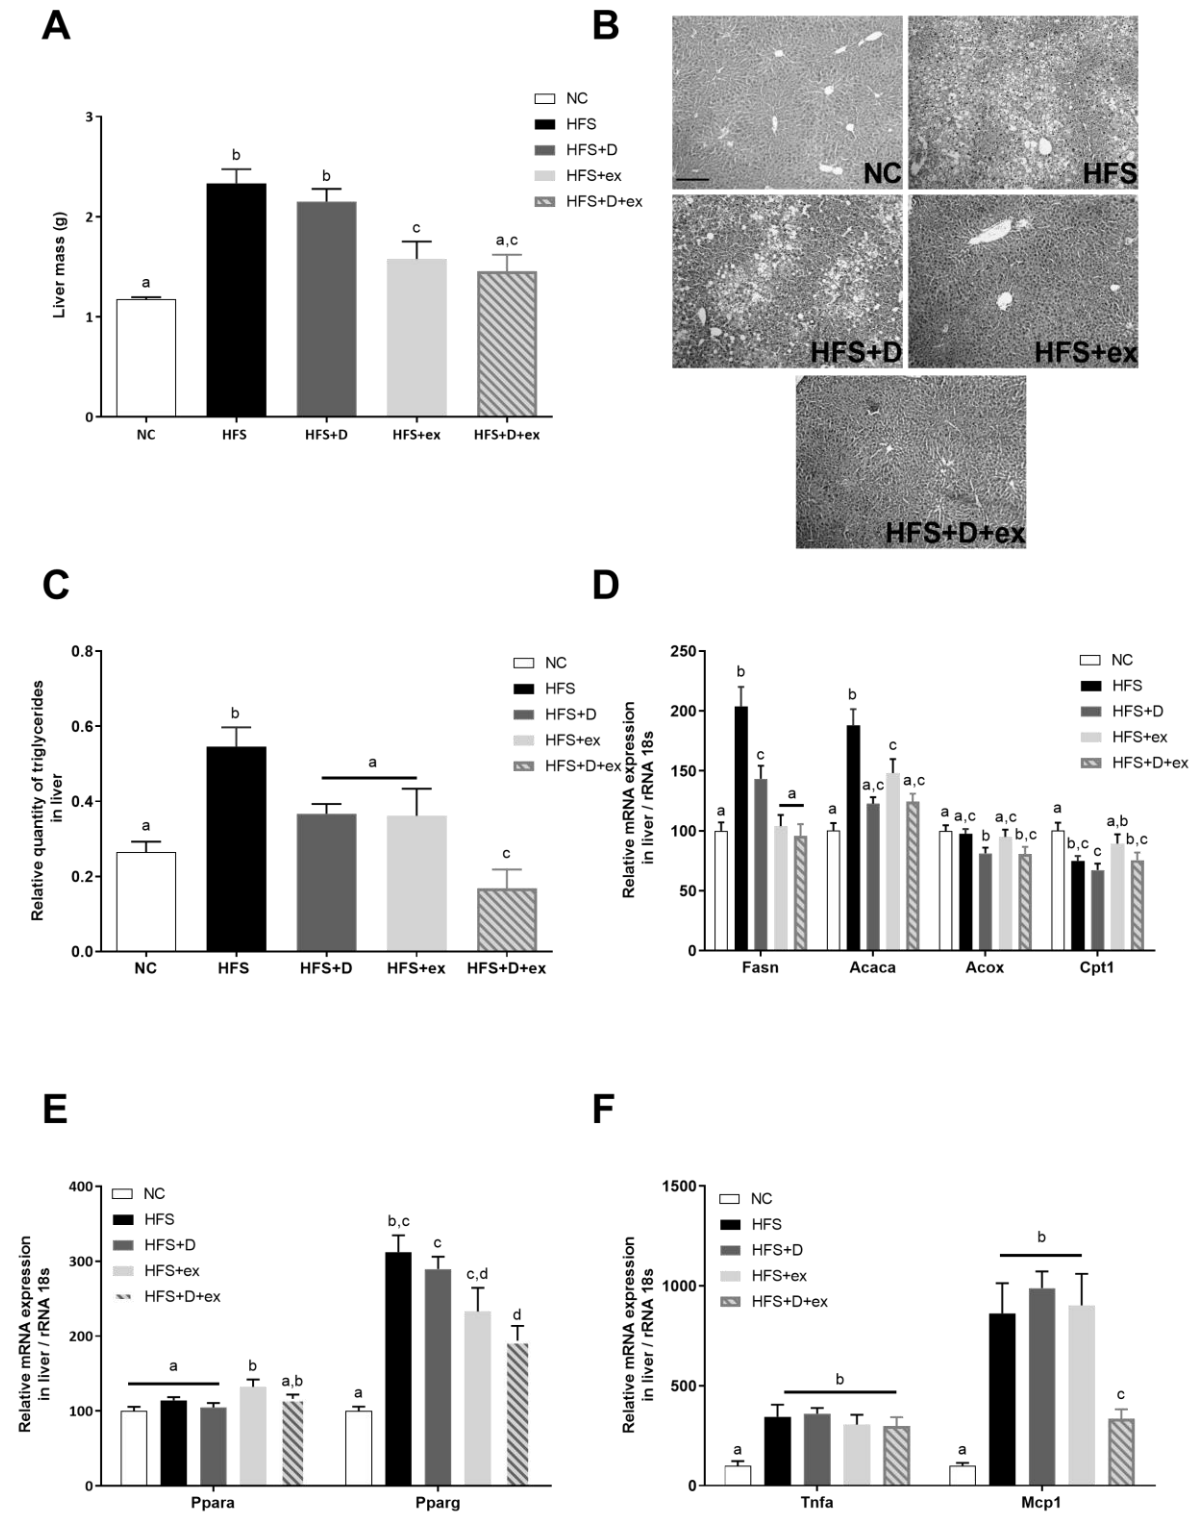 A
3
2
1
0
Liver mass (g)
a
b
b
c
a,c
NC
HFS
HFS+D
HFS+ex
HFS+D+ex
NC
HFS
HFS+D
HFS+ex
HFS+D+ex
B
NC
HFS
HFS+D
HFS+ex
HFS+D+ex
C
0.8
0.6
0.4
0.2
0.0
Relative quantity of triglycerides
in liver
a
b
a
c
NC
HFS
HFS+D
HFS+ex
HFS+D+ex
NC
HFS
HFS+D
HFS+ex
HFS+D+ex
D
250
200
150
100
50
0
Relative mRNA expression
in liver / rRNA 18s
a
b
c
a
a
b
a,c
c
a,c
a
a,c
b
a,c
b,c
a
b,c
c
a,b
b,c
Fasn
Acaca
Acox
Cpt1
NC
HFS
HFS+D
HFS+ex
HFS+D+ex
E
400
300
200
100
0
Relative mRNA expression
in liver / rRNA 18s
NC
HFS
HFS+D
HFS+ex
HFS+D+ex
a
b
a,b
a
b,c
c
c,d
d
Ppara
Pparg
F
1500
1000
500
0
Relative mRNA expression
in liver / rRNA 18s
NC
HFS
HFS+D
HFS+ex
HFS+D+ex
a
b
a
b
c
Tnfa
Mcp1